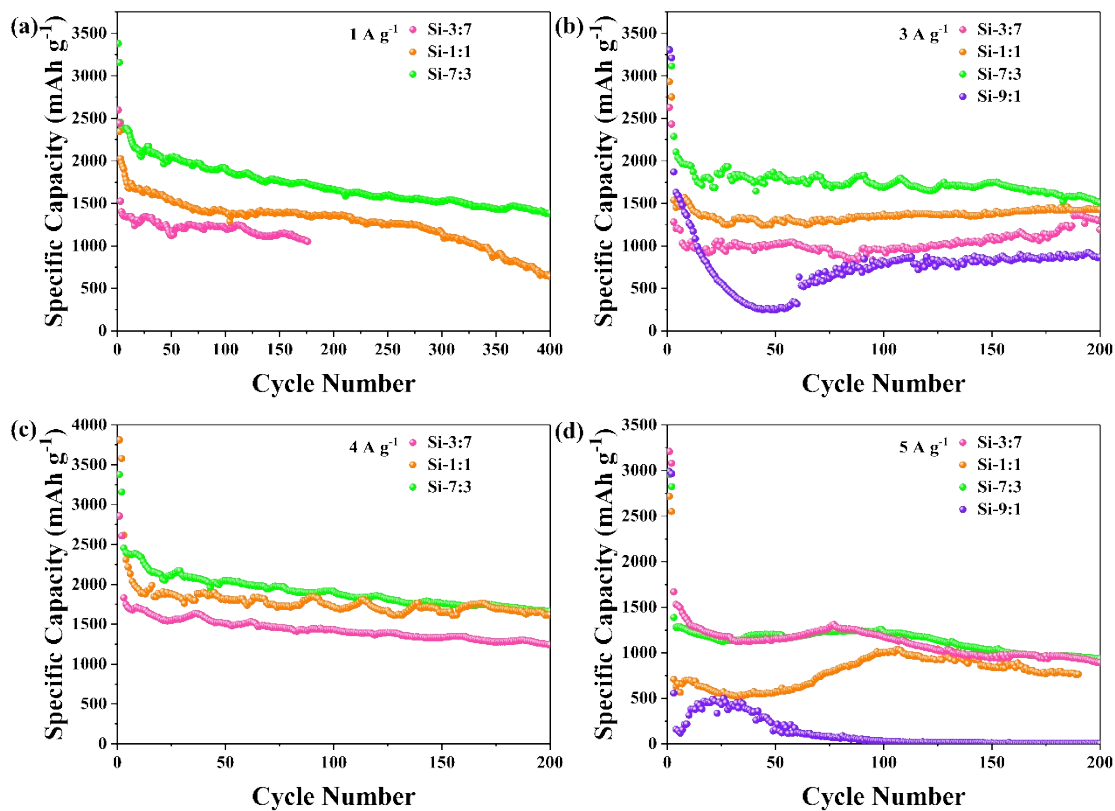 (a)
1 A g⁻¹
Si-3:7
Si-1:1
Si-7:3
3500
3000
2500
2000
1500
1000
500
0
0 50 100 150 200 250 300 350 400
Specific Capacity (mAh g⁻¹)
Cycle Number
(b)
3 A g⁻¹
Si-3:7
Si-1:1
Si-7:3
Si-9:1
3500
3000
2500
2000
1500
1000
500
0
0 50 100 150 200
Specific Capacity (mAh g⁻¹)
Cycle Number
(c)
4 A g⁻¹
Si-3:7
Si-1:1
Si-7:3
4000
3500
3000
2500
2000
1500
1000
500
0
0 50 100 150 200
Specific Capacity (mAh g⁻¹)
Cycle Number
(d)
5 A g⁻¹
Si-3:7
Si-1:1
Si-7:3
Si-9:1
3500
3000
2500
2000
1500
1000
500
0
0 50 100 150 200
Specific Capacity (mAh g⁻¹)
Cycle Number